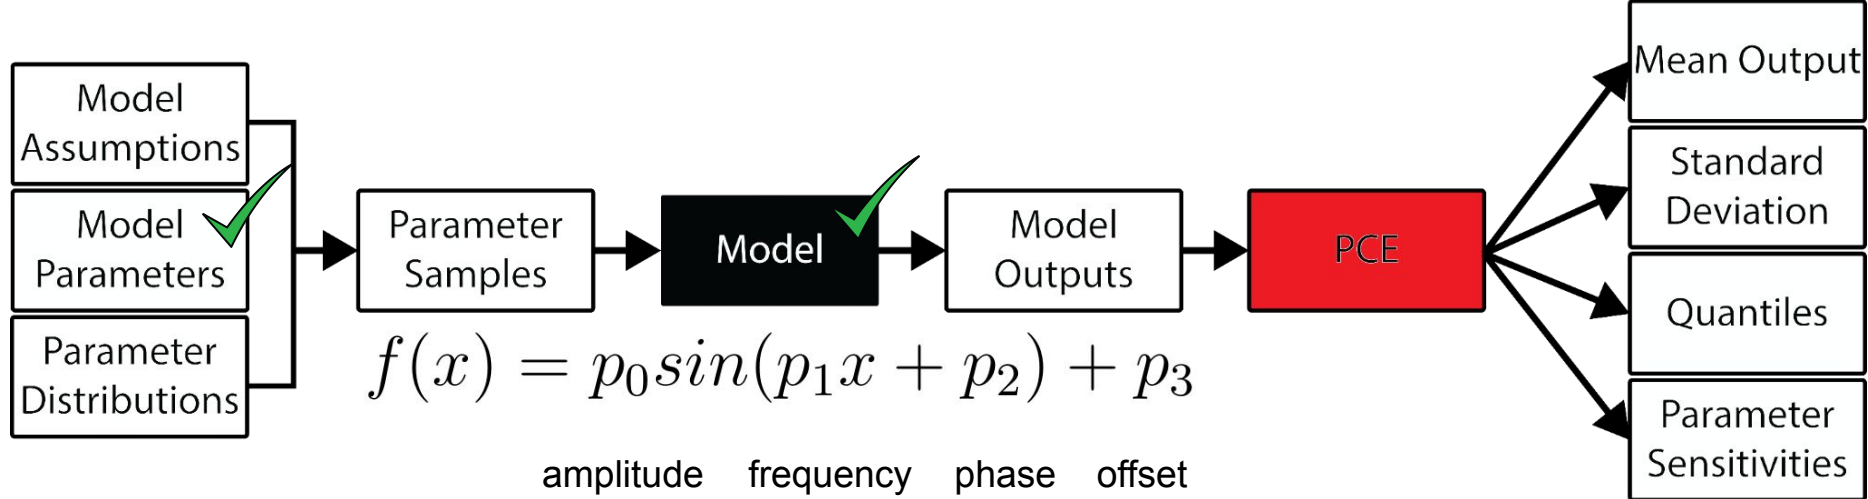 Model
Assumptions
Model
Parameters
Parameter
Distributions
Parameter
Samples
Model
Model
Outputs
PCE
Mean Output
Standard
Deviation
Quantiles
Parameter
Sensitivities
f(x) = p₀sin(p₁x + p₂) + p₃
amplitude frequency phase offset